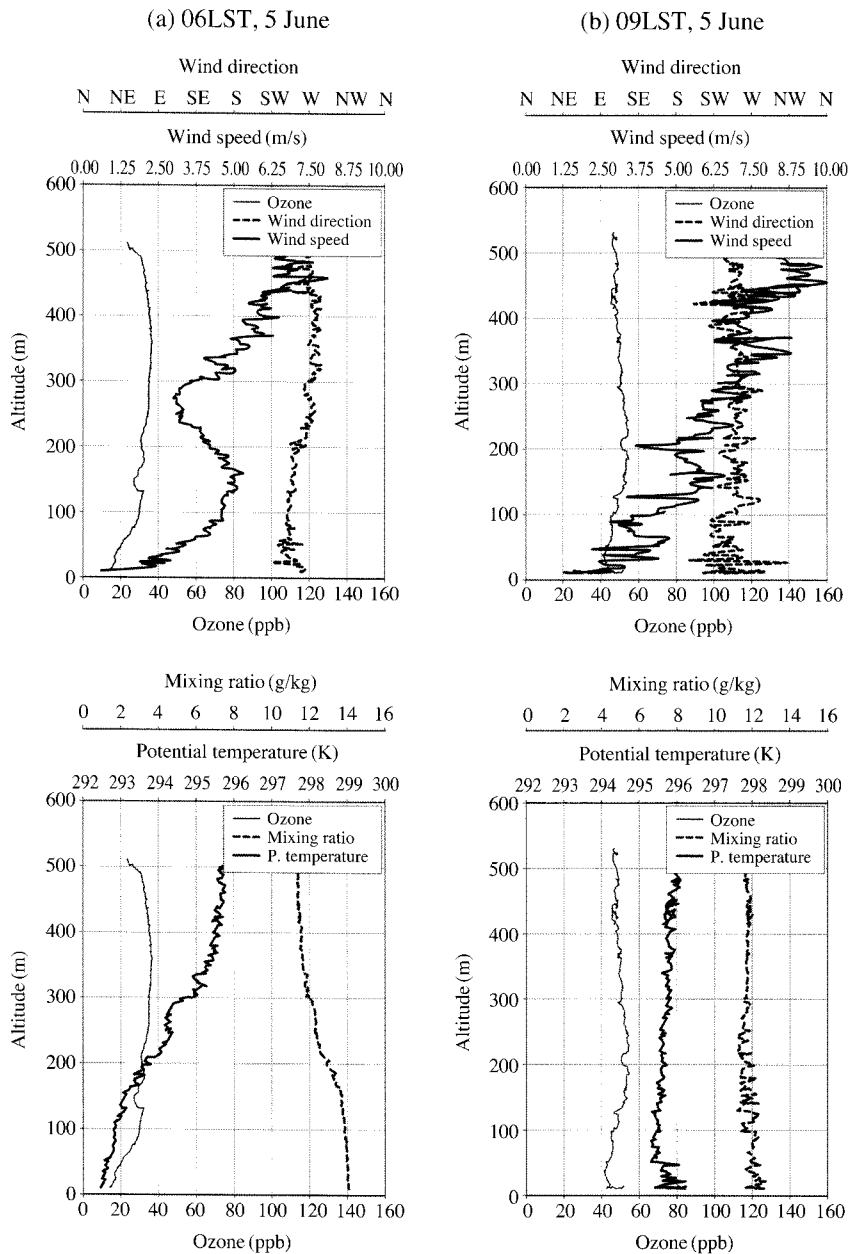 (a) 06LST, 5 June
Wind direction
N NE E SE S SW W NW N
Wind speed (m/s)
0.00 1.25 2.50 3.75 5.00 6.25 7.50 8.75 10.00
600
500
400
300
200
100
0
Altitude (m)
Ozone
Wind direction
Wind speed
20 40 60 80 100 120 140 160
Ozone (ppb)
(b) 09LST, 5 June
Wind direction
N NE E SE S SW W NW N
Wind speed (m/s)
0.00 1.25 2.50 3.75 5.00 6.25 7.50 8.75 10.00
600
500
400
300
200
100
0
Altitude (m)
Ozone
Wind direction
Wind speed
0 20 40 60 80 100 120 140 160
Ozone (ppb)
Mixing ratio (g/kg)
0 2 4 6 8 10 12 14 16
Potential temperature (K)
292 293 294 295 296 297 298 299 300
600
500
400
300
200
100
0
Altitude (m)
Ozone
Mixing ratio
P. temperature
0 20 40 60 80 100 120 140 160
Ozone (ppb)
Mixing ratio (g/kg)
0 2 4 6 8 10 12 14 16
Potential temperature (K)
292 293 294 295 296 297 298 299 300
600
500
400
300
200
100
0
Altitude (m)
Ozone
Mixing ratio
P. temperature
0 20 40 60 80 100 120 140 160
Ozone (ppb)